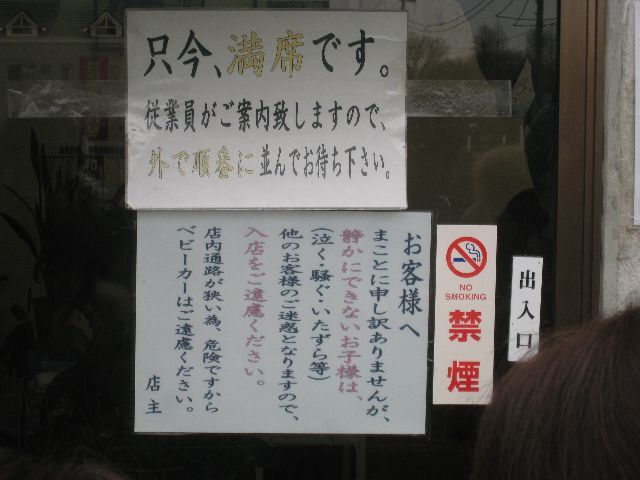 只今、満席です。
従業員がご案内致しますので、
外で順番に並んでお待ち下さい。
お客様へ
まことに申し訳ありませんが、
静かにできないお子様は、
(泣く・騒ぐ・いたずら等)
他のお客様のご迷惑となりますので、
入店をご遠慮ください。
店内通路が狭い為、危険ですから
ベビーカーはご遠慮ください。
店主
NO
SMOKING
禁煙
出入口